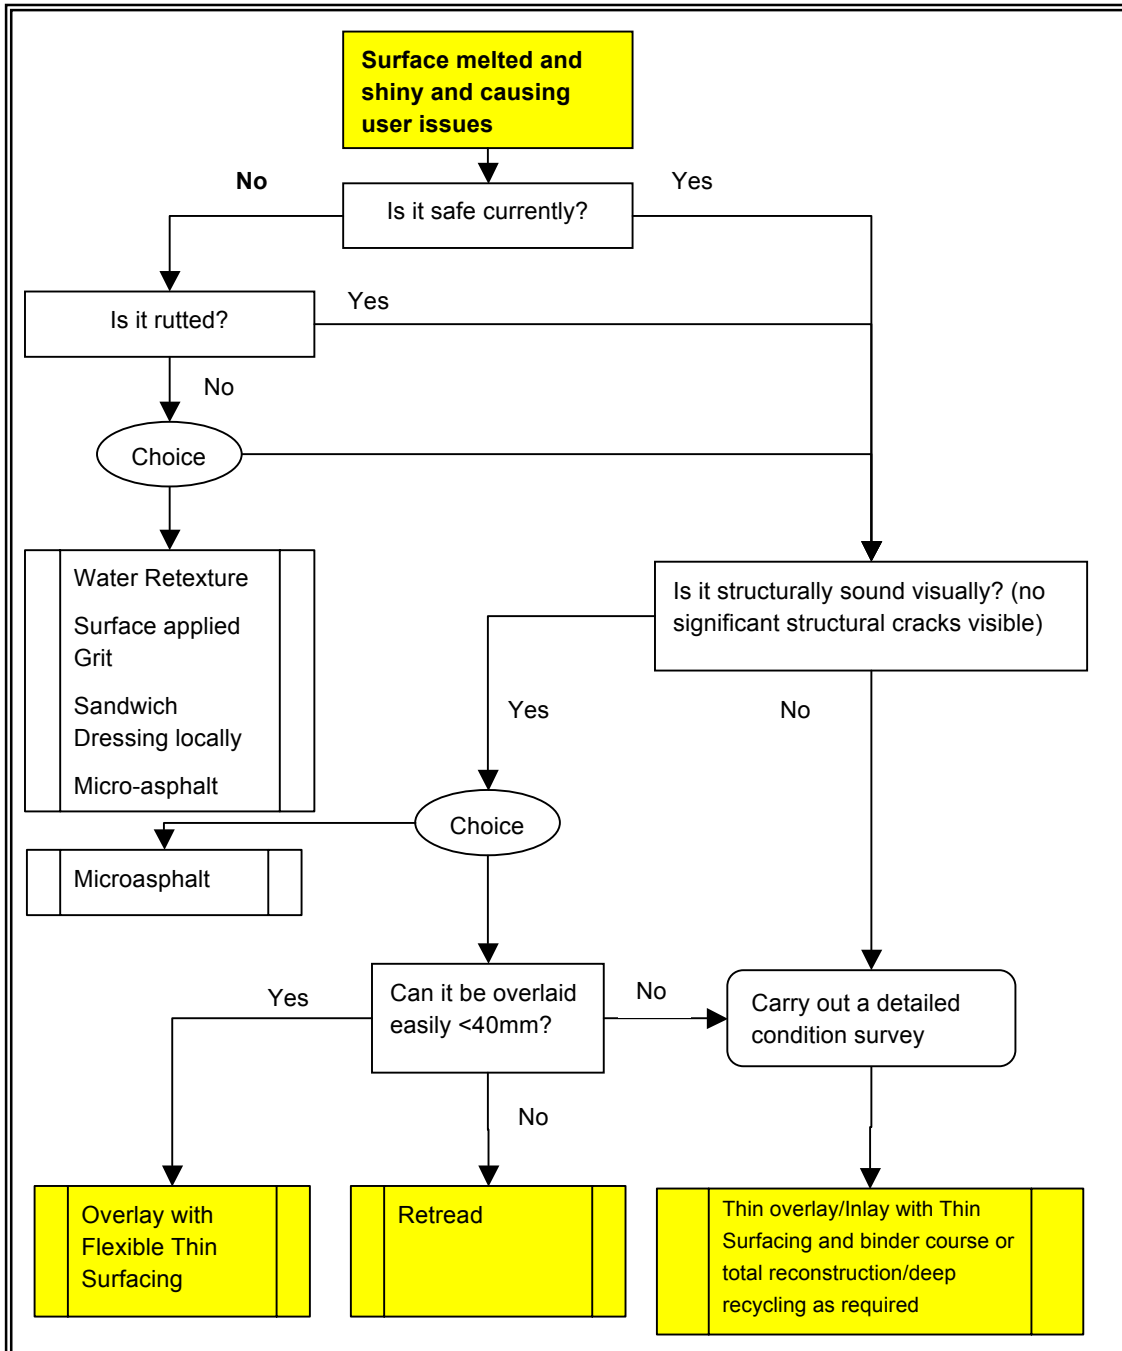 Surface melted and
shiny and causing
user issues
No
Yes
Is it safe currently?
Is it rutted?
Yes
No
Choice
Water Retexture
Surface applied
Grit
Sandwich
Dressing locally
Micro-asphalt
Is it structurally sound visually? (no
significant structural cracks visible)
Yes
No
Choice
Microasphalt
Yes
Can it be overlaid
easily <40mm?
No
Carry out a detailed
condition survey
No
Overlay with
Flexible Thin
Surfacing
Retread
Thin overlay/Inlay with Thin
Surfacing and binder course or
total reconstruction/deep
recycling as required